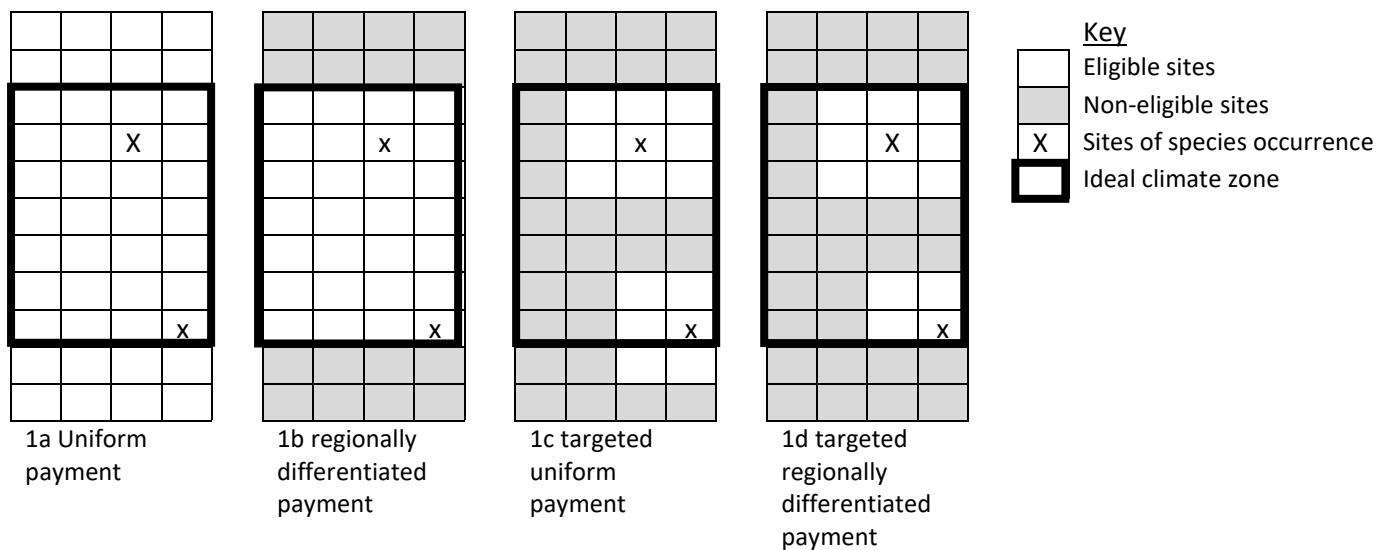 X
x
x
x
x
x
X
x
1a Uniform
payment
1b regionally
differentiated
payment
1c targeted
uniform
payment
1d targeted
regionally
differentiated
payment
Key
Eligible sites
Non-eligible sites
X Sites of species occurrence
Ideal climate zone